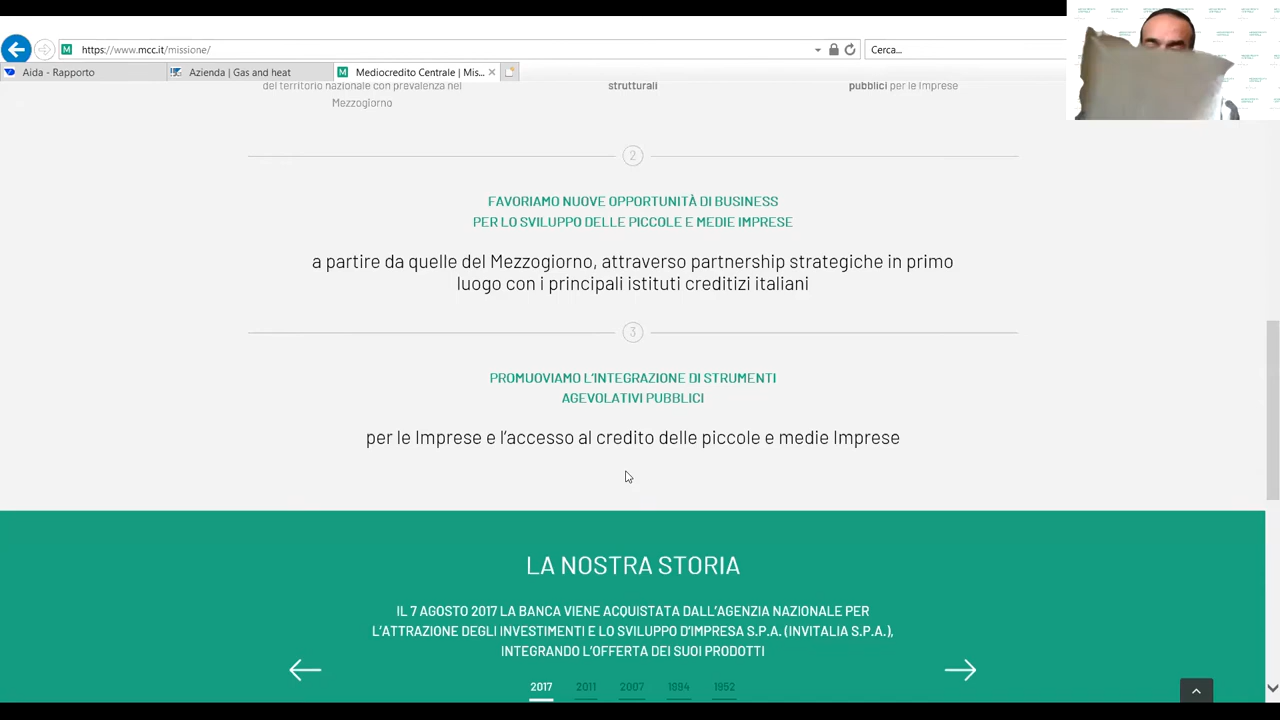 https://www.mcc.it/missione/
Cerca...
Aida - Rapporto
Azienda | Gas and heat
Mediocredito Centrale | Mis...
del territorio nazionale con prevalenza nel
Mezzogiorno
strutturali
pubblici per le Imprese
2
FAVORIAMO NUOVE OPPORTUNITÀ DI BUSINESS
PER LO SVILUPPO DELLE PICCOLE E MEDIE IMPRESE
a partire da quelle del Mezzogiorno, attraverso partnership strategiche in primo
luogo con i principali istituti creditizi italiani
3
PROMUOVIAMO L'INTEGRAZIONE DI STRUMENTI
AGEVOLATIVI PUBBLICI
per le Imprese e l'accesso al credito delle piccole e medie Imprese
LA NOSTRA STORIA
IL 7 AGOSTO 2017 LA BANCA VIENE ACQUISTATA DALL'AGENZIA NAZIONALE PER
L'ATTRAZIONE DEGLI INVESTIMENTI E LO SVILUPPO D'IMPRESA S.P.A. (INVITALIA S.P.A.),
INTEGRANDO L'OFFERTA DEI SUOI PRODOTTI
2017 2011 2007 1994 1952